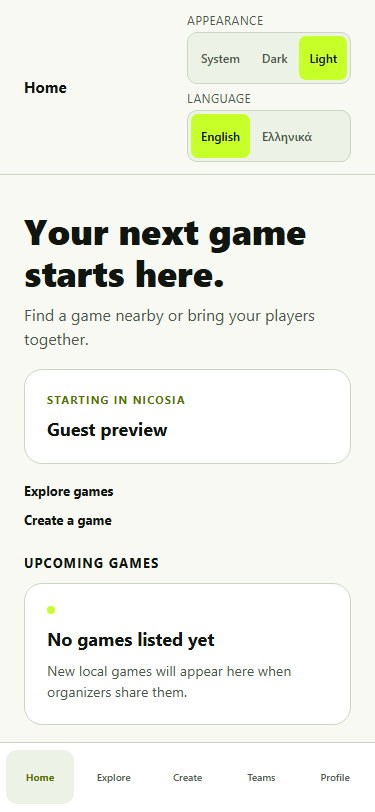 APPEARANCE
System Dark Light
Home
LANGUAGE
English Ελληνικά
Your next game
starts here.
Find a game nearby or bring your players
together.
STARTING IN NICOSIA
Guest preview
Explore games
Create a game
UPCOMING GAMES
No games listed yet
New local games will appear here when
organizers share them.
Home Explore Create Teams Profile